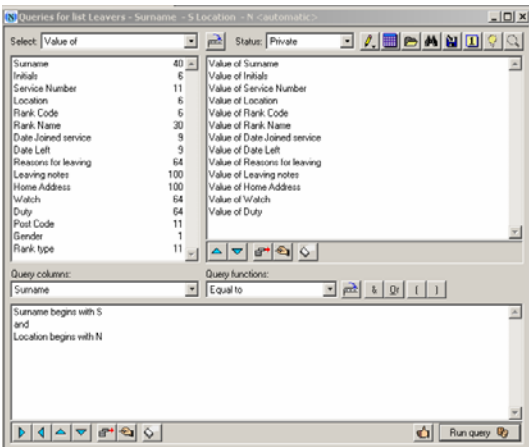 Queries for list Leavers - Surname - S Location - N <automatic>
Select: Value of
Status: Private
Surname 40
Initials 6
Service Number 11
Location 6
Rank Code 6
Rank Name 30
Date Joined service 9
Date Left 9
Reasons for leaving 64
Leaving notes 100
Home Address 100
Watch 64
Duty 64
Post Code 11
Gender 1
Rank type 11
Value of Surname
Value of Initials
Value of Service Number
Value of Location
Value of Rank Code
Value of Rank Name
Value of Date Joined service
Value of Date Left
Value of Reasons for leaving
Value of Leaving notes
Value of Home Address
Value of Watch
Value of Duty
Query columns:
Surname
Query functions:
Equal to
& Or ( )
Surname begins with S
and
Location begins with N
Run query